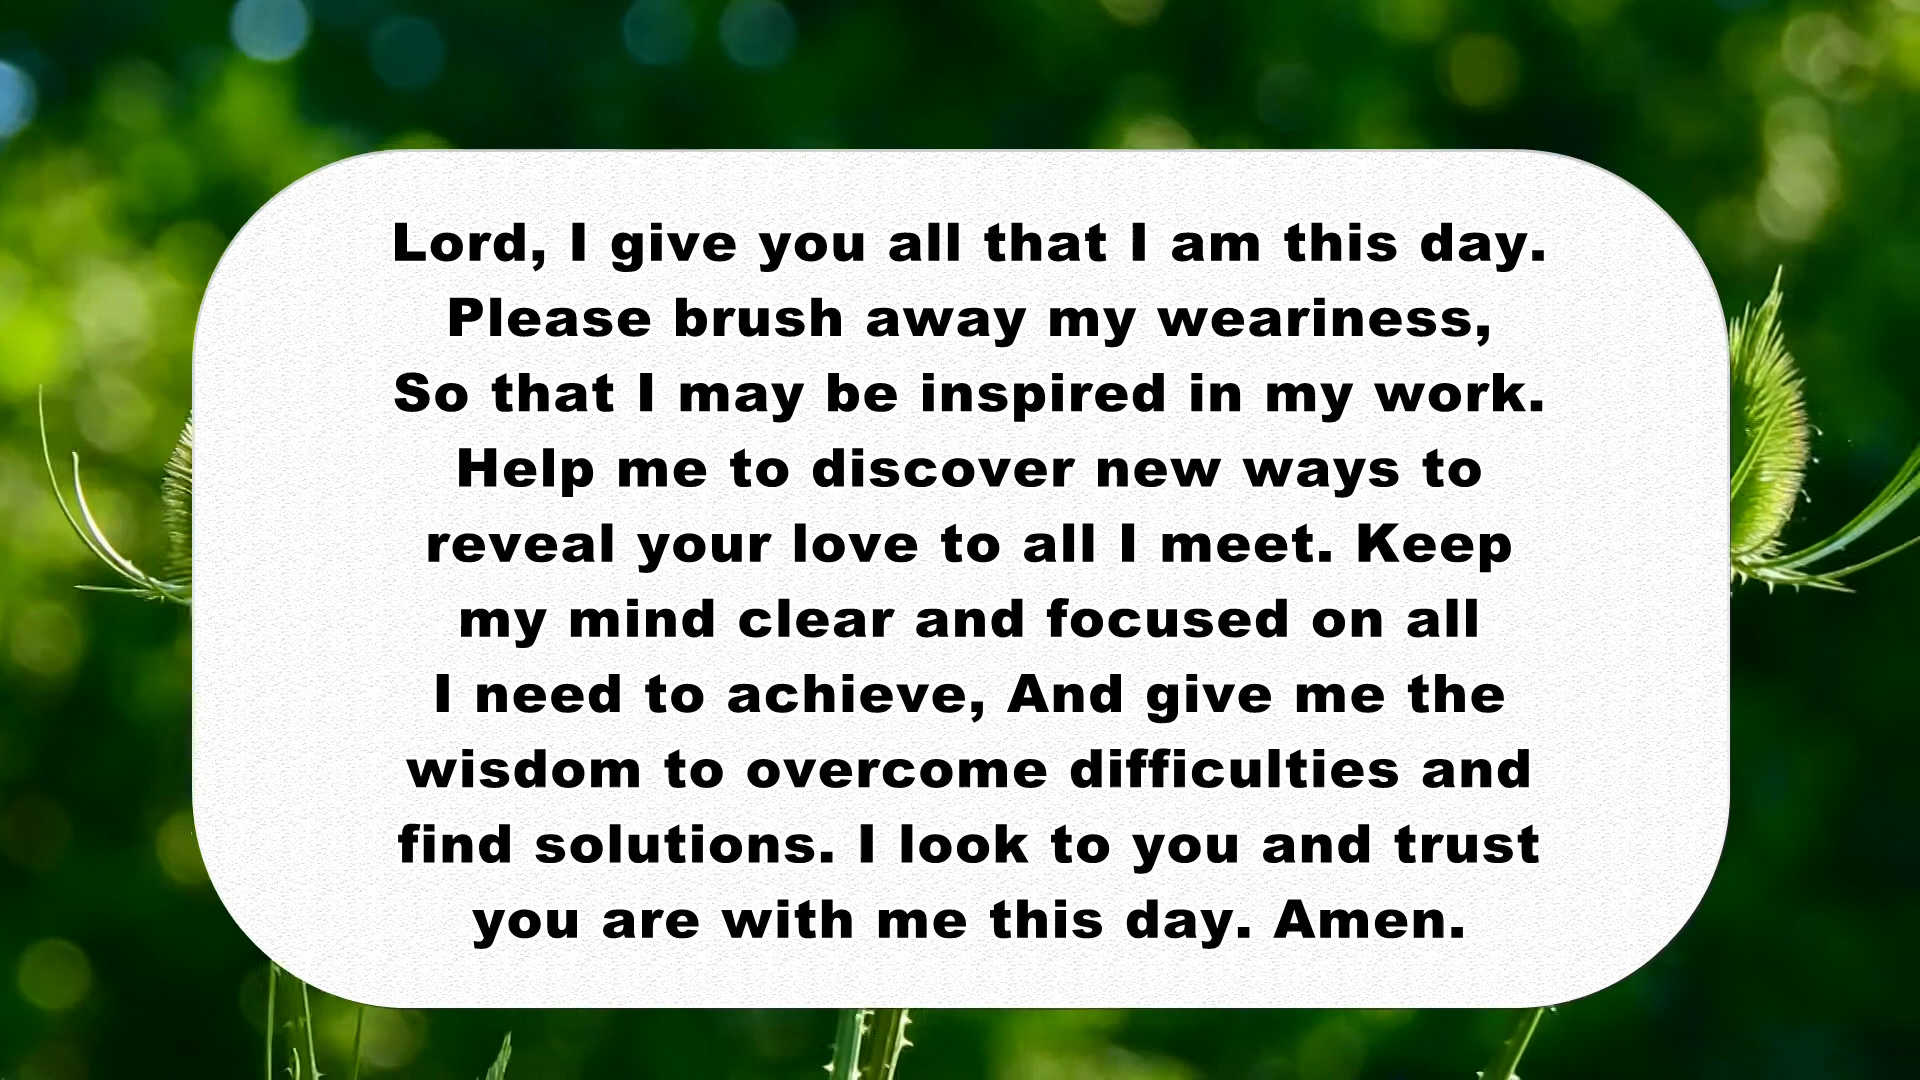 Lord, I give you all that I am this day.
Please brush away my weariness,
So that I may be inspired in my work.
Help me to discover new ways to
reveal your love to all I meet. Keep
my mind clear and focused on all
I need to achieve, And give me the
wisdom to overcome difficulties and
find solutions. I look to you and trust
you are with me this day. Amen.